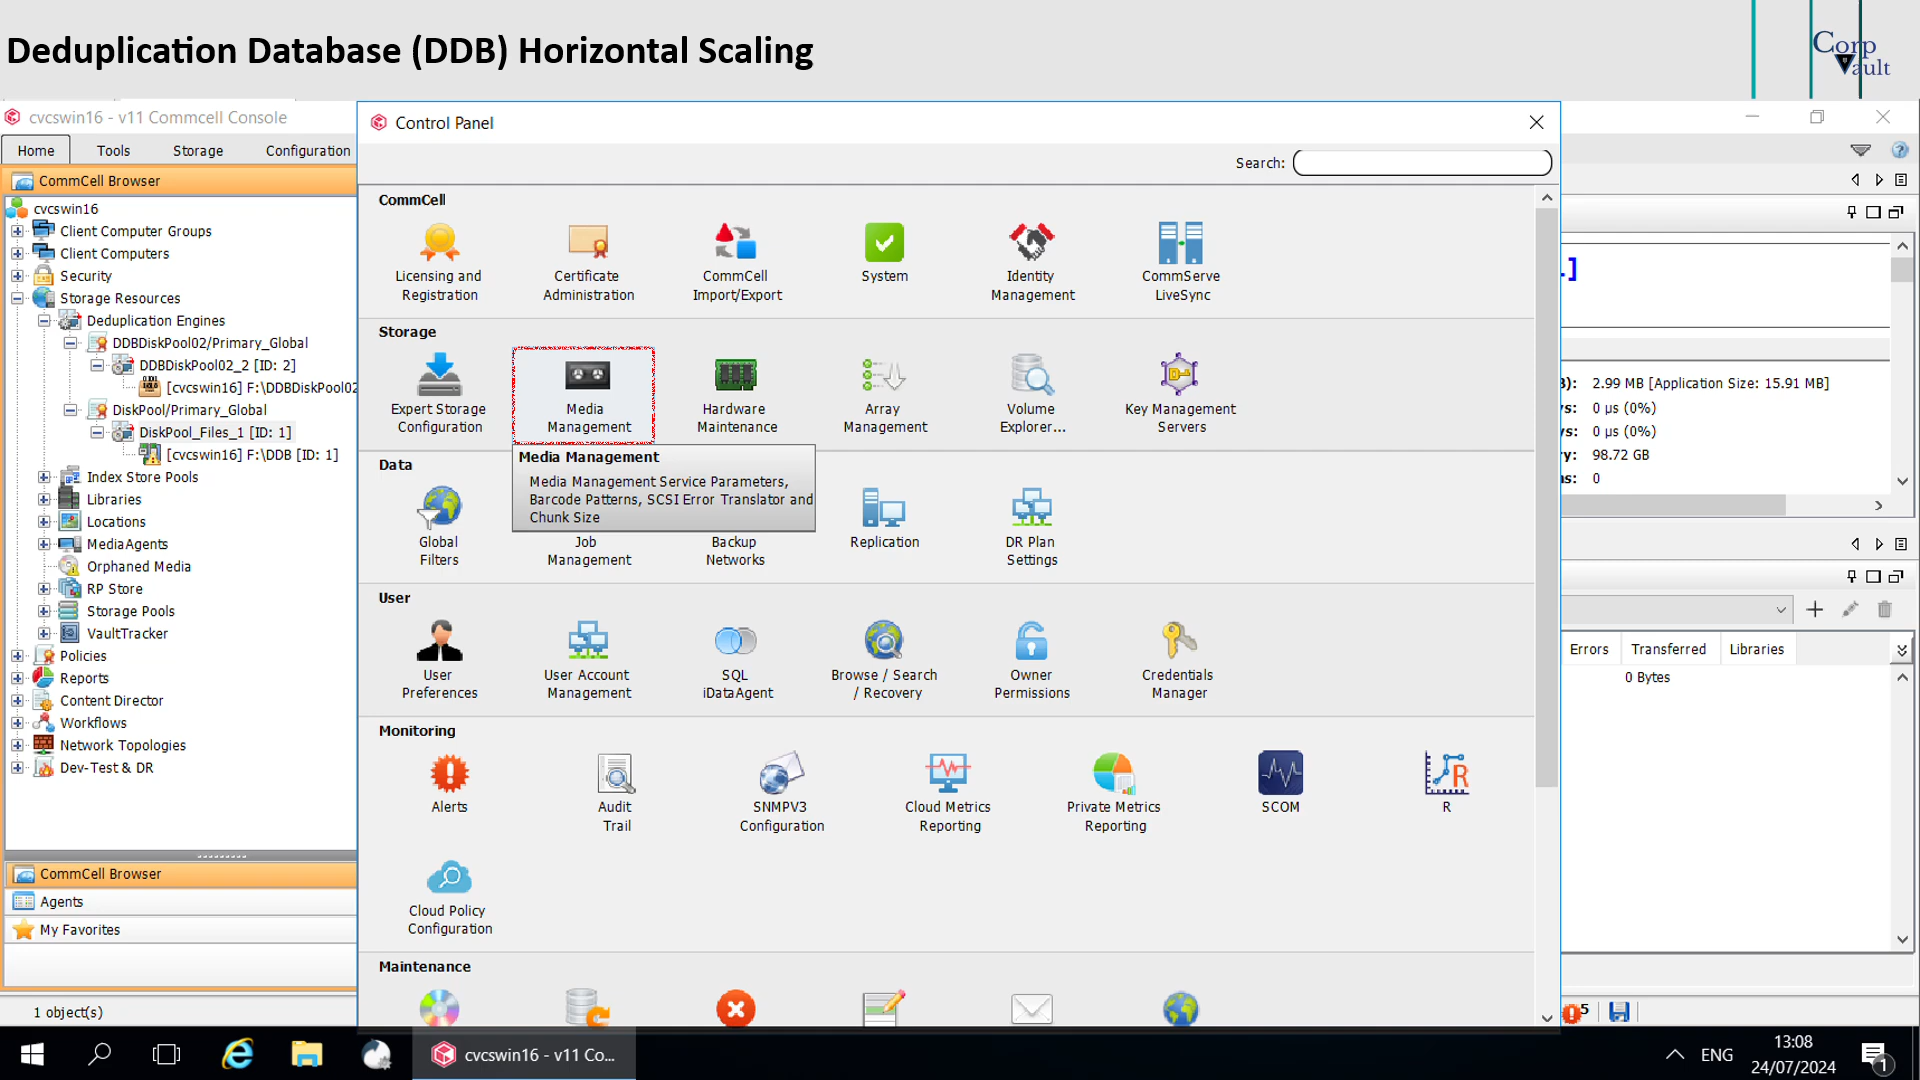 Deduplication Database (DDB) Horizontal Scaling
Corp
Vault
cvcswin16 - v11 Commcell Console
Control Panel
Home
Tools
Storage
Configuration
Search:
CommCell Browser
cvcswin16
Client Computer Groups
Client Computers
Security
Storage Resources
Deduplication Engines
DDBDiskPool02/Primary_Global
DDBDiskPool02_2 [ID: 2]
[cvcswin16] F:\DDBDiskPool02
DiskPool/Primary_Global
DiskPool_Files_1 [ID: 1]
[cvcswin16] F:\DDB [ID: 1]
Index Store Pools
Libraries
Locations
MediaAgents
Orphaned Media
RP Store
Storage Pools
VaultTracker
Policies
Reports
Content Director
Workflows
Network Topologies
Dev-Test & DR
CommCell Browser
Agents
My Favorites
1 object(s)
CommCell
Licensing and
Registration
Certificate
Administration
CommCell
Import/Export
System
Identity
Management
CommServe
LiveSync
Storage
Expert Storage
Configuration
Media
Management
Hardware
Maintenance
Array
Management
Volume
Explorer...
Key Management
Servers
Media Management
Media Management Service Parameters,
Barcode Patterns, SCSI Error Translator and
Chunk Size
Data
Global
Filters
Job
Management
Backup
Networks
Replication
DR Plan
Settings
User
User
Preferences
User Account
Management
SQL
iDataAgent
Browse / Search
/ Recovery
Owner
Permissions
Credentials
Manager
Monitoring
Alerts
Audit
Trail
SNMPV3
Configuration
Cloud Metrics
Reporting
Private Metrics
Reporting
SCOM
R
Cloud Policy
Configuration
Maintenance
.]
B): 2.99 MB [Application Size: 15.91 MB]
/s: 0 µs (0%)
/s: 0 µs (0%)
y: 98.72 GB
ns: 0
Errors
Transferred
Libraries
0 Bytes
5
cvcswin16 - v11 Co...
ENG
13:08
24/07/2024
1